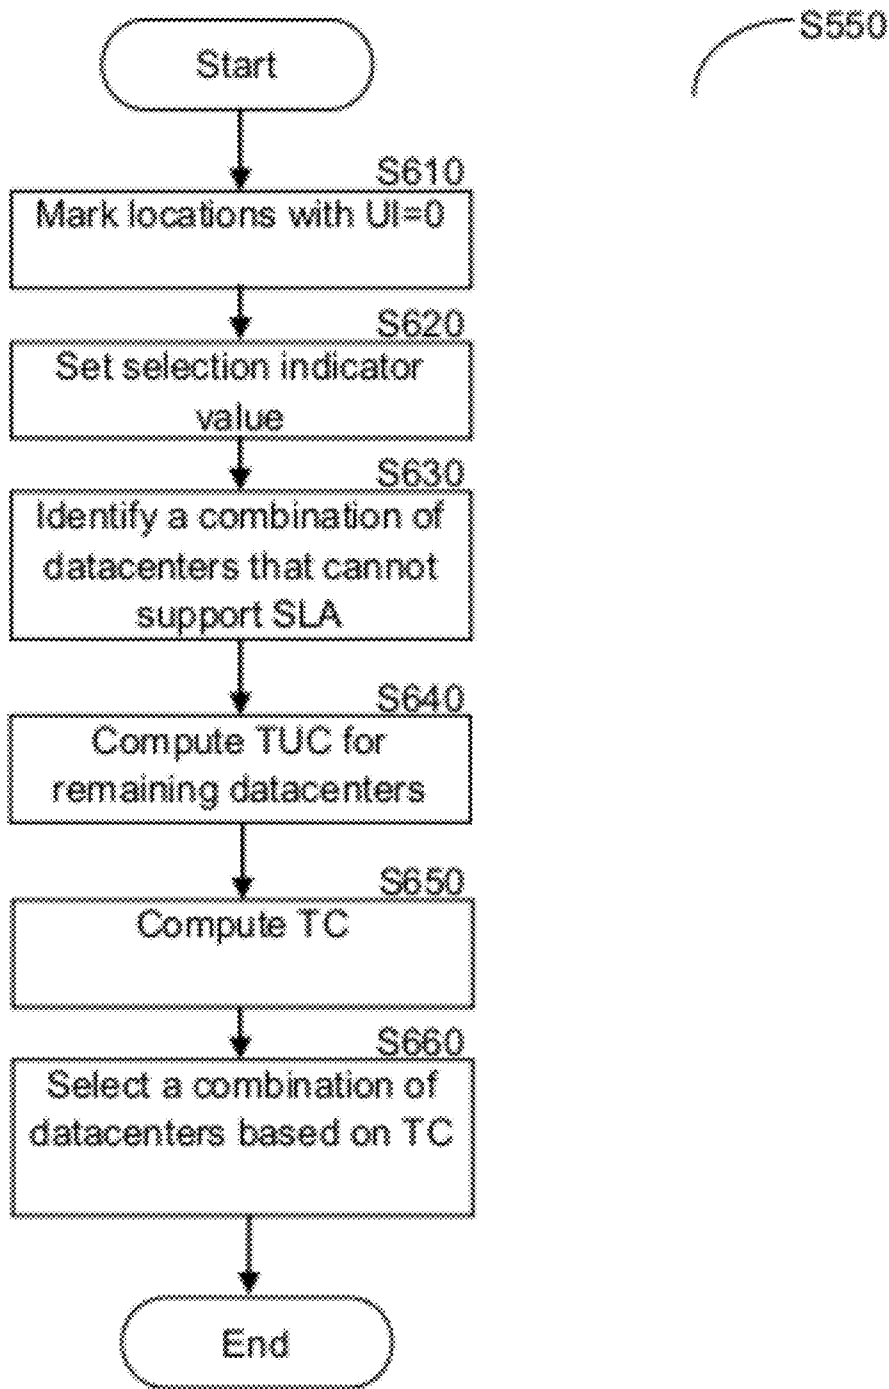 S550
Start
S610
Mark locations with UI=0
S620
Set selection indicator
value
S630
Identify a combination of
datacenters that cannot
support SLA
S640
Compute TUC for
remaining datacenters
S650
Compute TC
S660
Select a combination of
datacenters based on TC
End